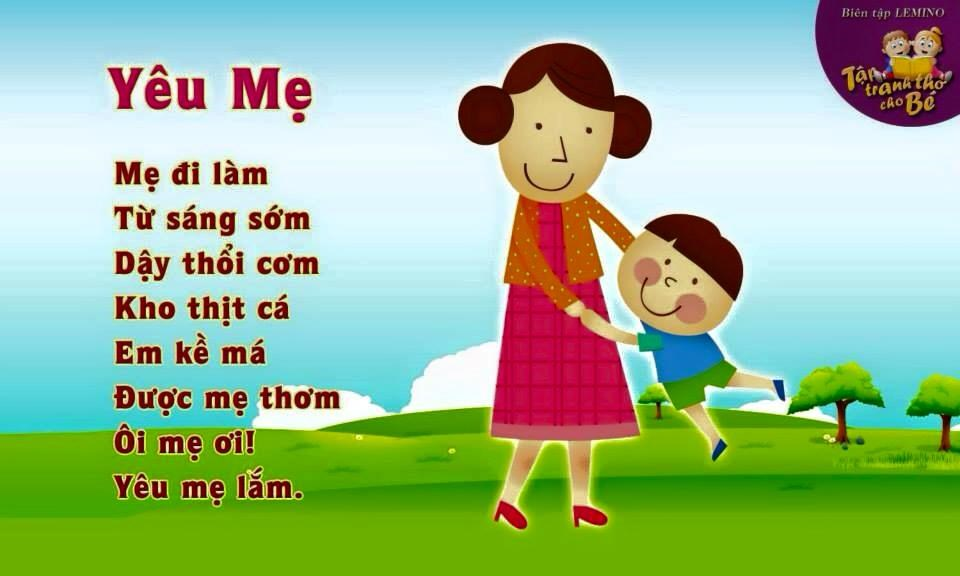 Biên tập LEMINO
Tập
tranh thơ
cho Bé
Yêu Mẹ
Mẹ đi làm
Từ sáng sớm
Dậy thổi cơm
Kho thịt cá
Em kề má
Được mẹ thơm
Ôi mẹ ơi!
Yêu mẹ lắm.